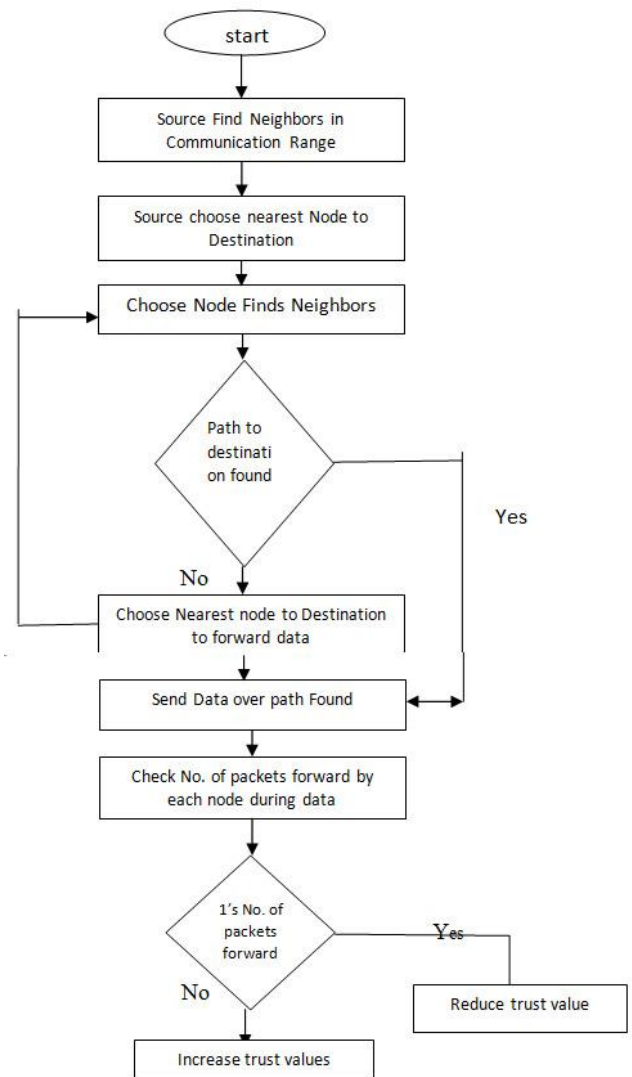 start
Source Find Neighbors in
Communication Range
Source choose nearest Node to
Destination
Choose Node Finds Neighbors
Path to
destinati
on found
Yes
No
Choose Nearest node to Destination
to forward data
Send Data over path Found
Check No. of packets forward by
each node during data
1's No. of
packets
forward
Yes
No
Reduce trust value
Increase trust values